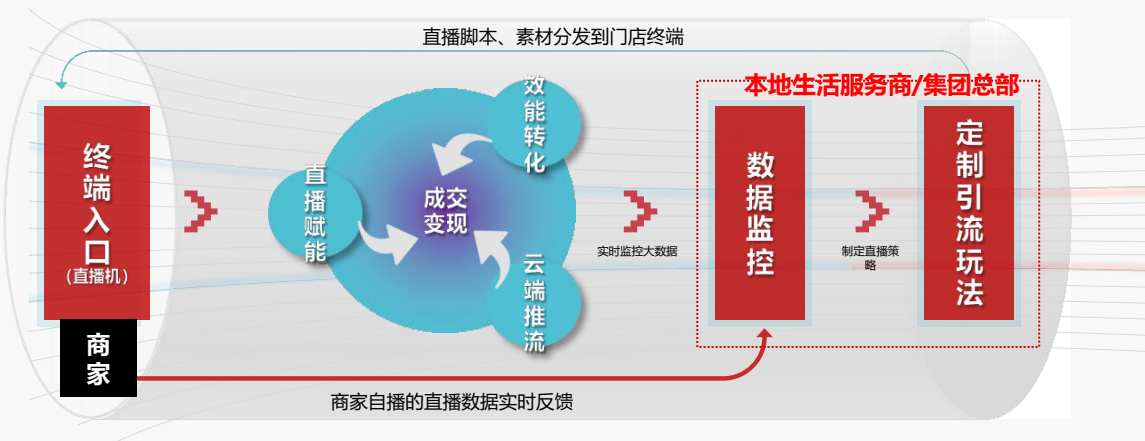 直播脚本、素材分发到门店终端
本地生活服务商/集团总部
终端入口
(直播机)
商家
直播赋能
效能转化
成交
变现
云端推流
实时监控大数据
数据监控
制定直播策
略
定制引流玩法
商家自播的直播数据实时反馈